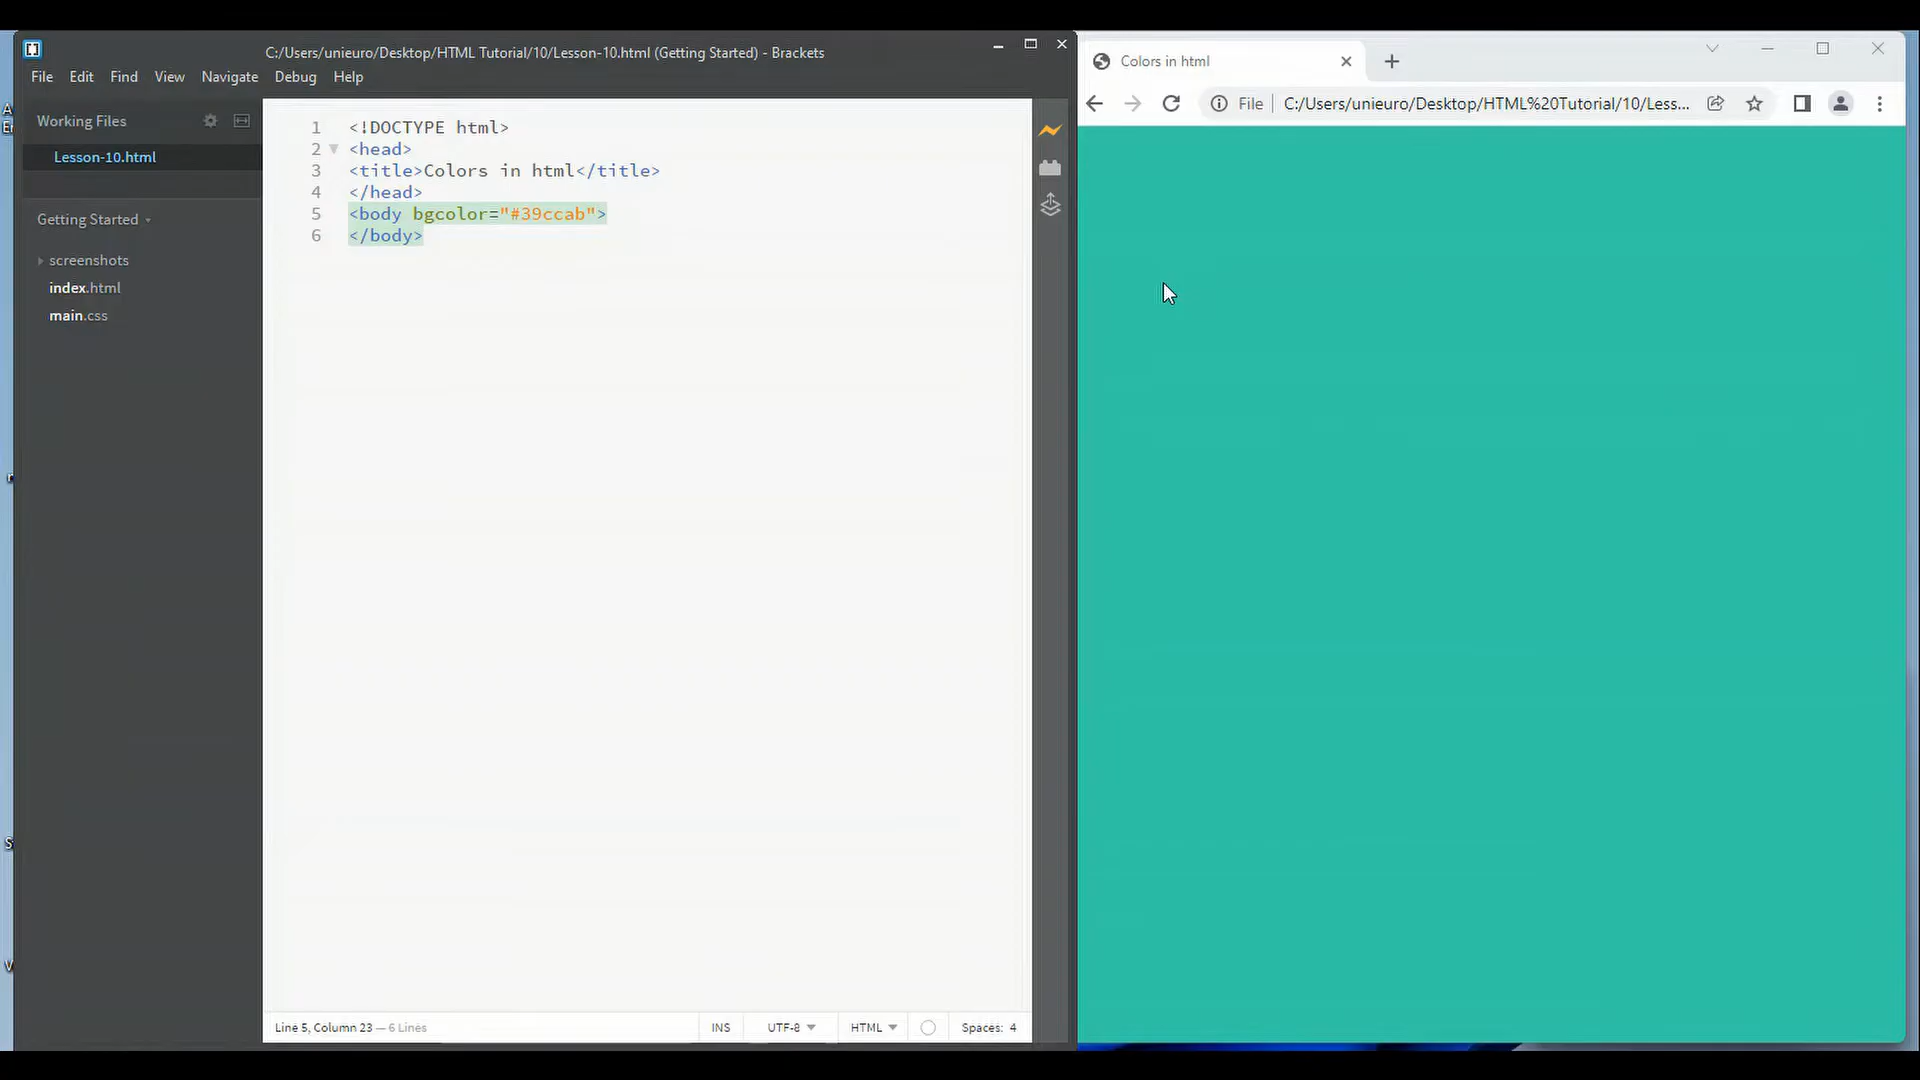 C:/Users/unieuro/Desktop/HTML Tutorial/10/Lesson-10.html (Getting Started) - Brackets
File Edit Find View Navigate Debug Help
Working Files
Lesson-10.html
Getting Started
screenshots
index.html
main.css
1 <!DOCTYPE html>
2 <head>
3 <title>Colors in html</title>
4 </head>
5 <body bgcolor="#39ccab">
6 </body>
Line 5, Column 23 — 6 Lines
INS UTF-8 HTML Spaces: 4
Colors in html
File C:/Users/unieuro/Desktop/HTML%20Tutorial/10/Less...